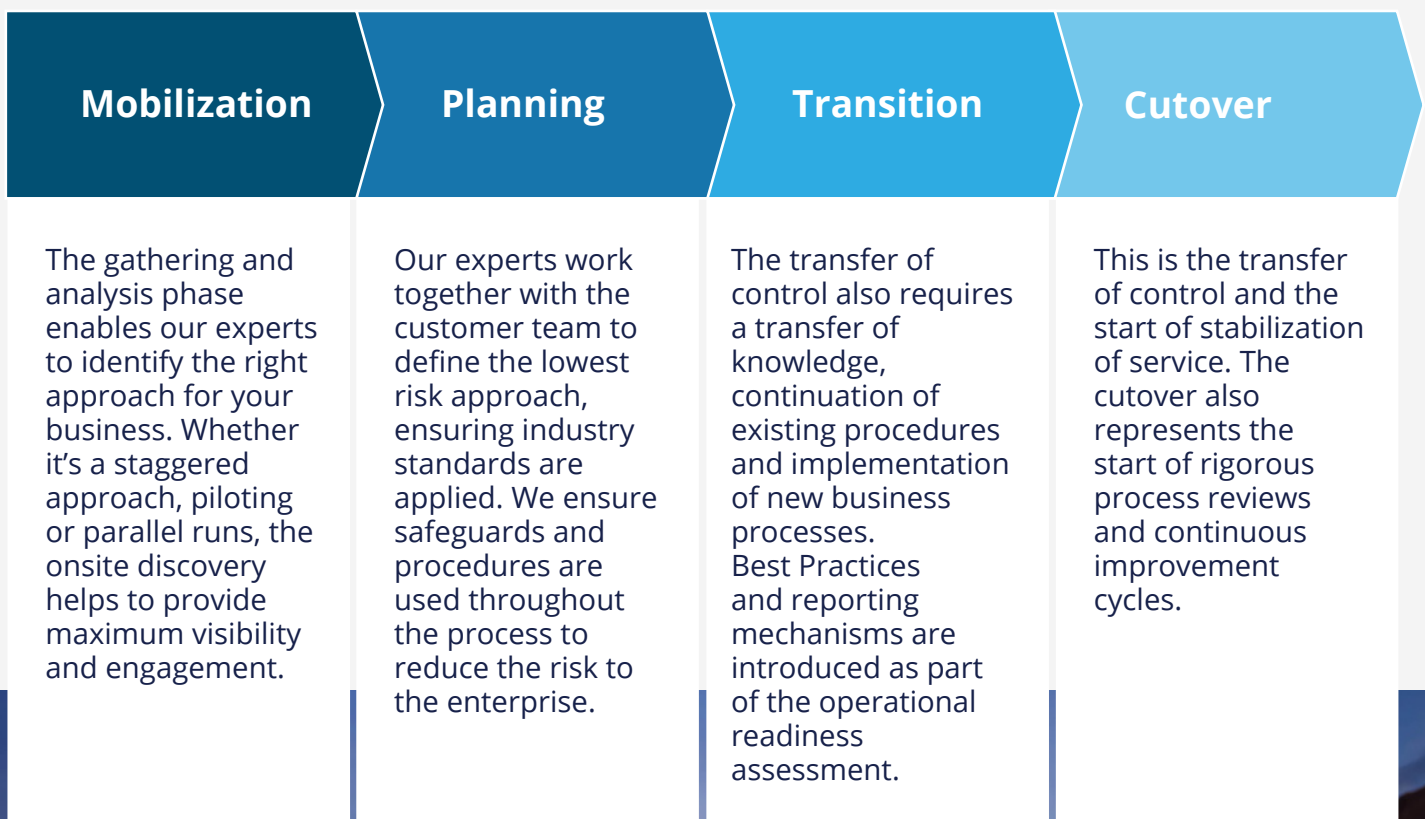 Mobilization
Planning
Transition
Cutover
The gathering and
analysis phase
enables our experts
to identify the right
approach for your
business. Whether
it’s a staggered
approach, piloting
or parallel runs, the
onsite discovery
helps to provide
maximum visibility
and engagement.
Our experts work
together with the
customer team to
define the lowest
risk approach,
ensuring industry
standards are
applied. We ensure
safeguards and
procedures are
used throughout
the process to
reduce the risk to
the enterprise.
The transfer of
control also requires
a transfer of
knowledge,
continuation of
existing procedures
and implementation
of new business
processes.
Best Practices
and reporting
mechanisms are
introduced as part
of the operational
readiness
assessment.
This is the transfer
of control and the
start of stabilization
of service. The
cutover also
represents the
start of rigorous
process reviews
and continuous
improvement
cycles.